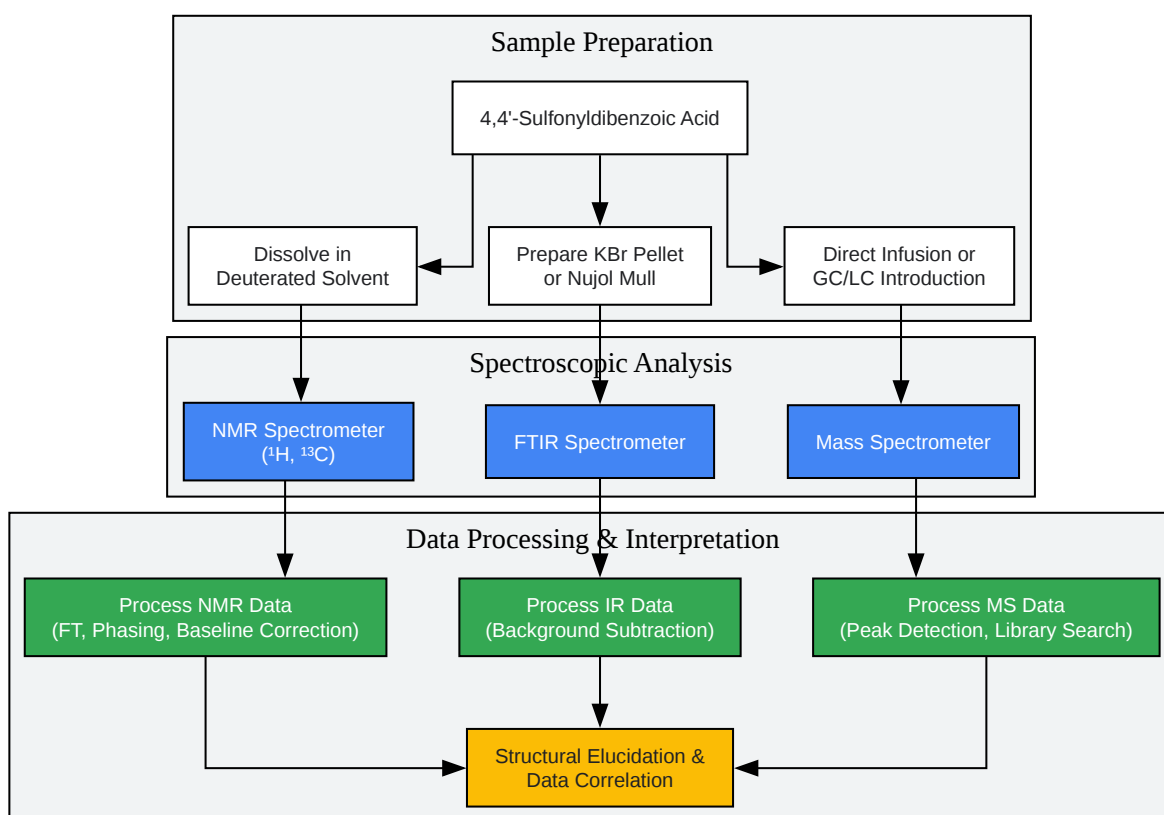 Sample Preparation
4,4'-Sulfonyldibenzoic Acid
Dissolve in
Deuterated Solvent
Prepare KBr Pellet
or Nujol Mull
Direct Infusion or
GC/LC Introduction
Spectroscopic Analysis
NMR Spectrometer
(¹H, ¹³C)
FTIR Spectrometer
Mass Spectrometer
Data Processing & Interpretation
Process NMR Data
(FT, Phasing, Baseline Correction)
Process IR Data
(Background Subtraction)
Process MS Data
(Peak Detection, Library Search)
Structural Elucidation &
Data Correlation